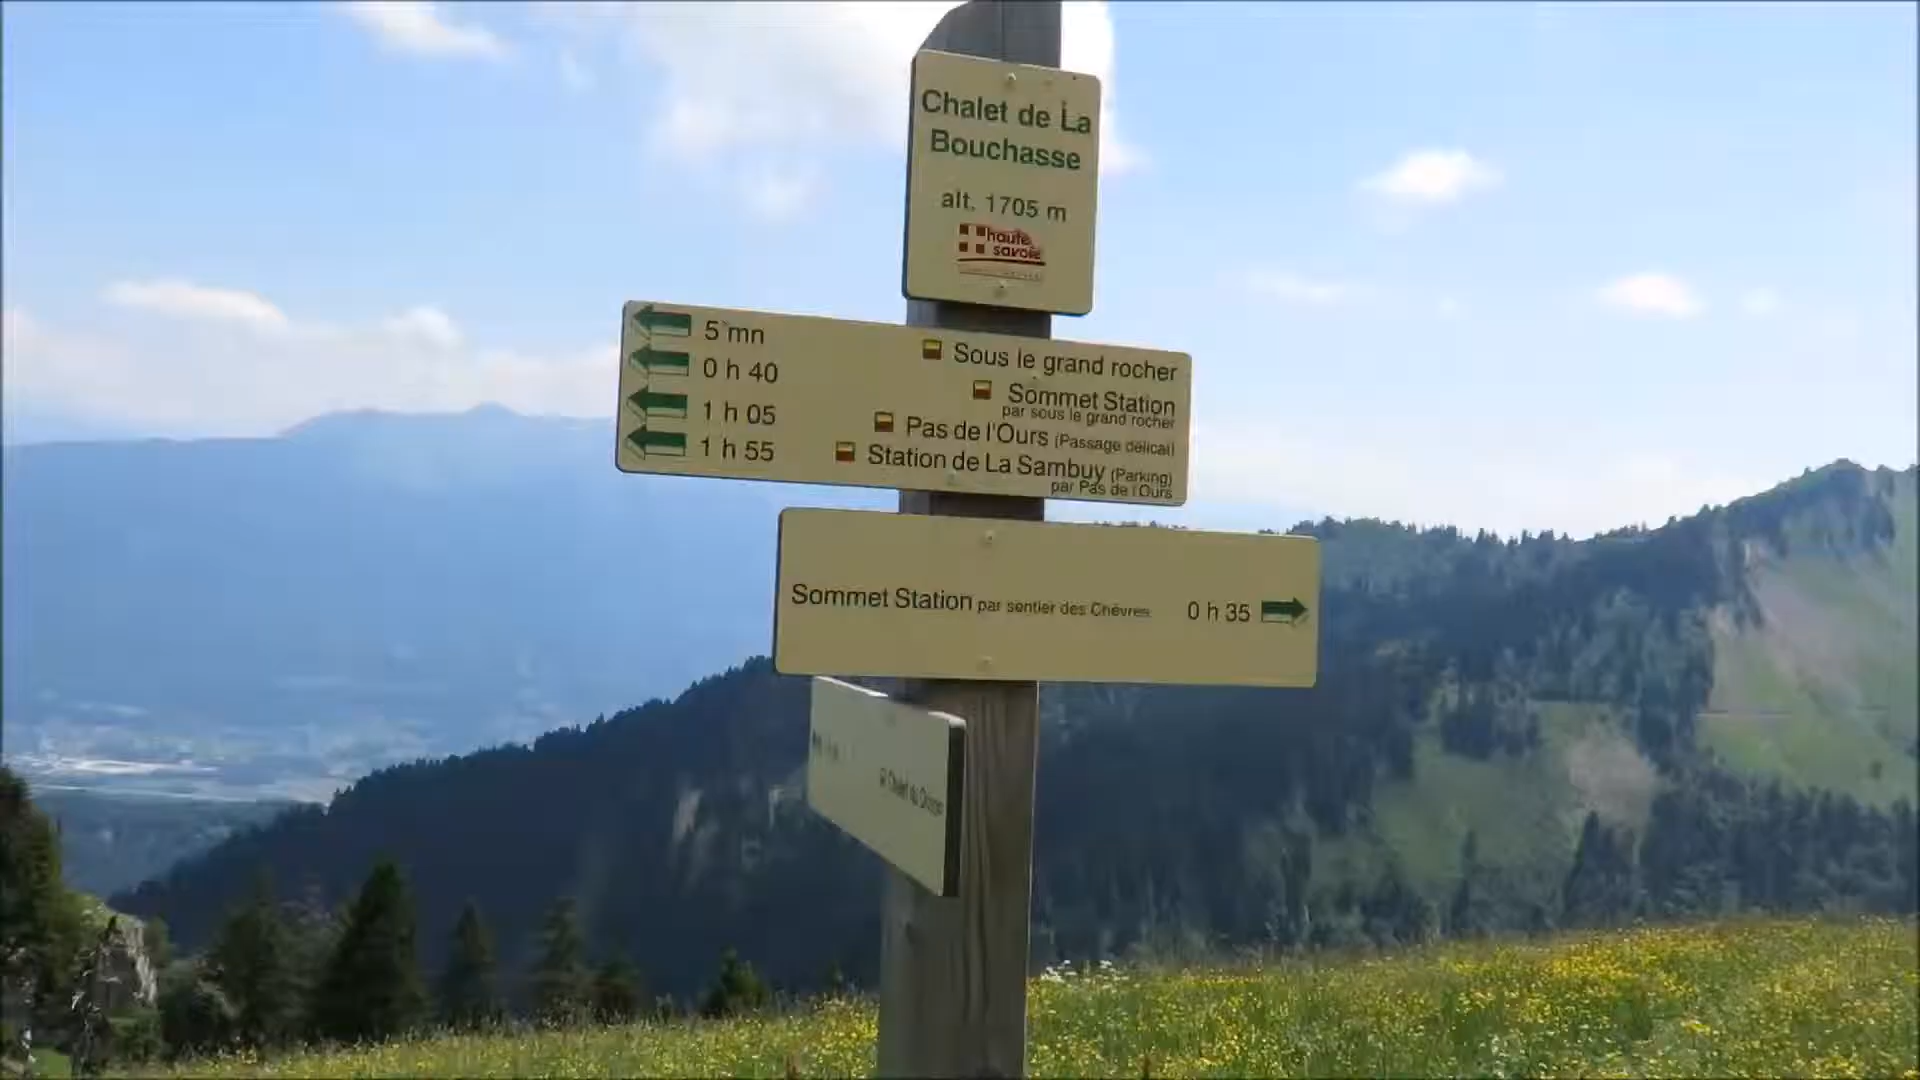 Chalet de La
Bouchasse
alt. 1705 m
haute
savoie
5 mn Sous le grand rocher
0 h 40 Sommet Station
par sous le grand rocher
1 h 05 Pas de l'Ours (Passage délicat)
1 h 55 Station de La Sambuy (Parking)
par Pas de l'Ours
Sommet Station par sentier des Chèvres 0 h 35
Chalet du